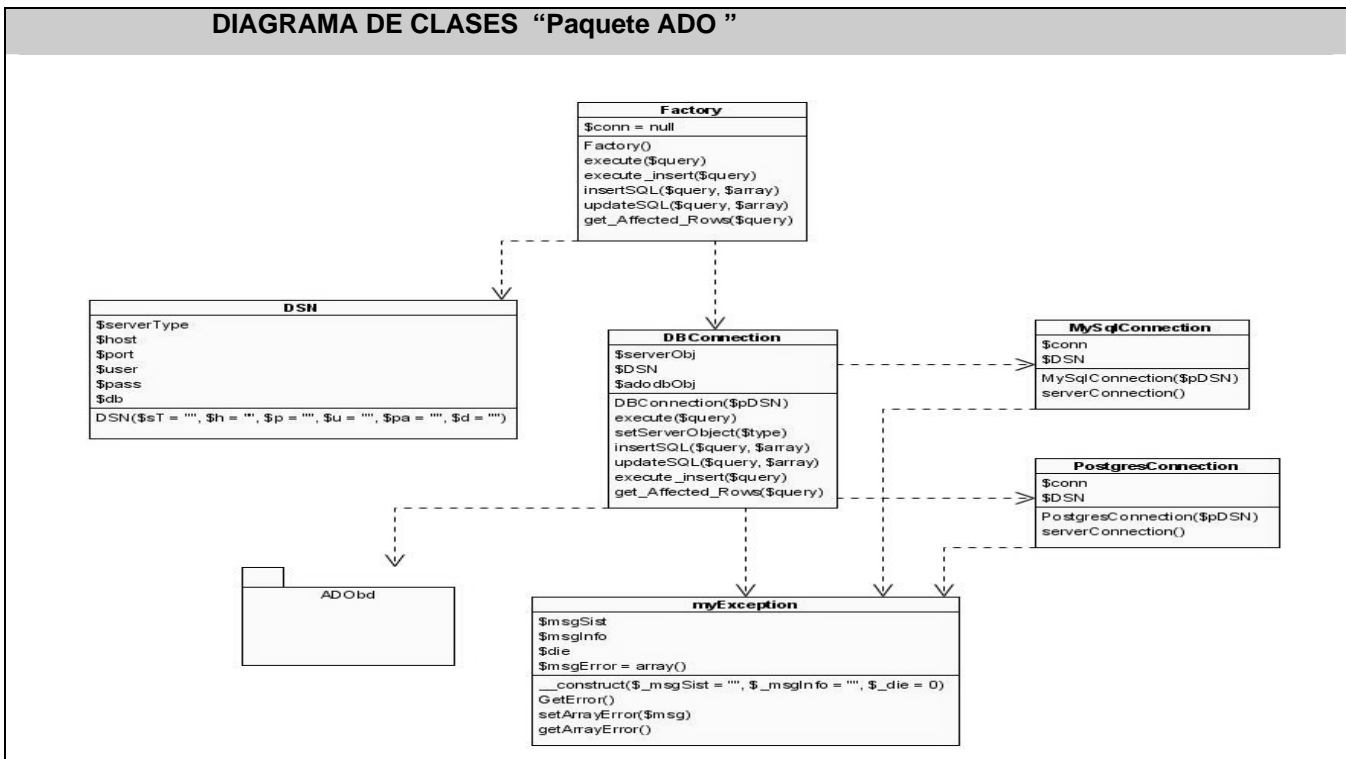 DIAGRAMA DE CLASES “Paquete ADO ”
Factory
$conn = null
Factory()
execute($query)
execute_insert($query)
insertSQL($query, $array)
updateSQL($query, $array)
get_Affected_Rows($query)
DSN
$serverType
$host
$port
$user
$pass
$db
DSN($sT = "", $h = "", $p = "", $u = "", $pa = "", $d = "")
DBConnection
$serverObj
$DSN
$adodbObj
DBConnection($pDSN)
execute($query)
setServerObject($type)
insertSQL($query, $array)
updateSQL($query, $array)
execute_insert($query)
get_Affected_Rows($query)
MySqlConnection
$conn
$DSN
MySqlConnection($pDSN)
serverConnection()
PostgresConnection
$conn
$DSN
PostgresConnection($pDSN)
serverConnection()
ADObd
myException
$msgSist
$msgInfo
$die
$msgError = array()
__construct($_msgSist = "", $_msgInfo = "", $_die = 0)
GetError()
setArrayError($msg)
getArrayError()